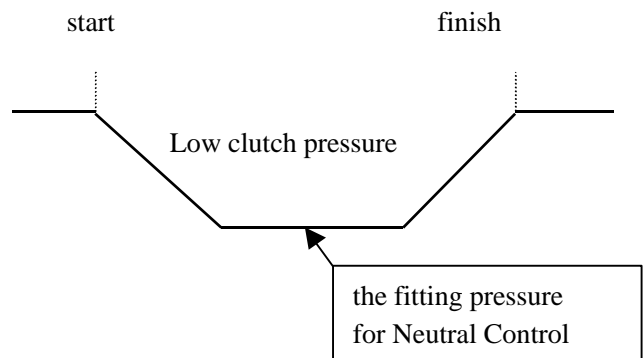 start
finish
Low clutch pressure
the fitting pressure
for Neutral Control